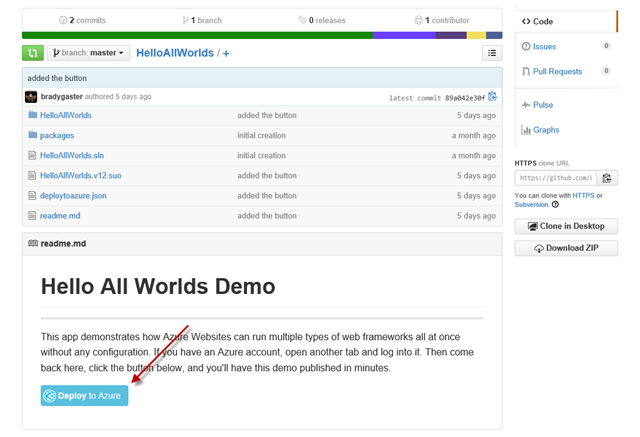 2 commits 1 branch 0 releases 1 contributor
branch: master HelloAllWorlds / +
added the button
bradygaster authored 5 days ago latest commit 89a042e30f
HelloAllWorlds added the button 5 days ago
packages initial creation a month ago
HelloAllWorlds.sln initial creation a month ago
HelloAllWorlds.v12.suo added the button 5 days ago
deploytoazure.json added the button 5 days ago
readme.md added the button 5 days ago
readme.md
Hello All Worlds Demo
This app demonstrates how Azure Websites can run multiple types of web frameworks all at once
without any configuration. If you have an Azure account, open another tab and log into it. Then come
back here, click the button below, and you'll have this demo published in minutes.
Deploy to Azure
Code
Issues 0
Pull Requests 0
Pulse
Graphs
HTTPS clone URL
https://github.com/
You can clone with HTTPS or
Subversion.
Clone in Desktop
Download ZIP